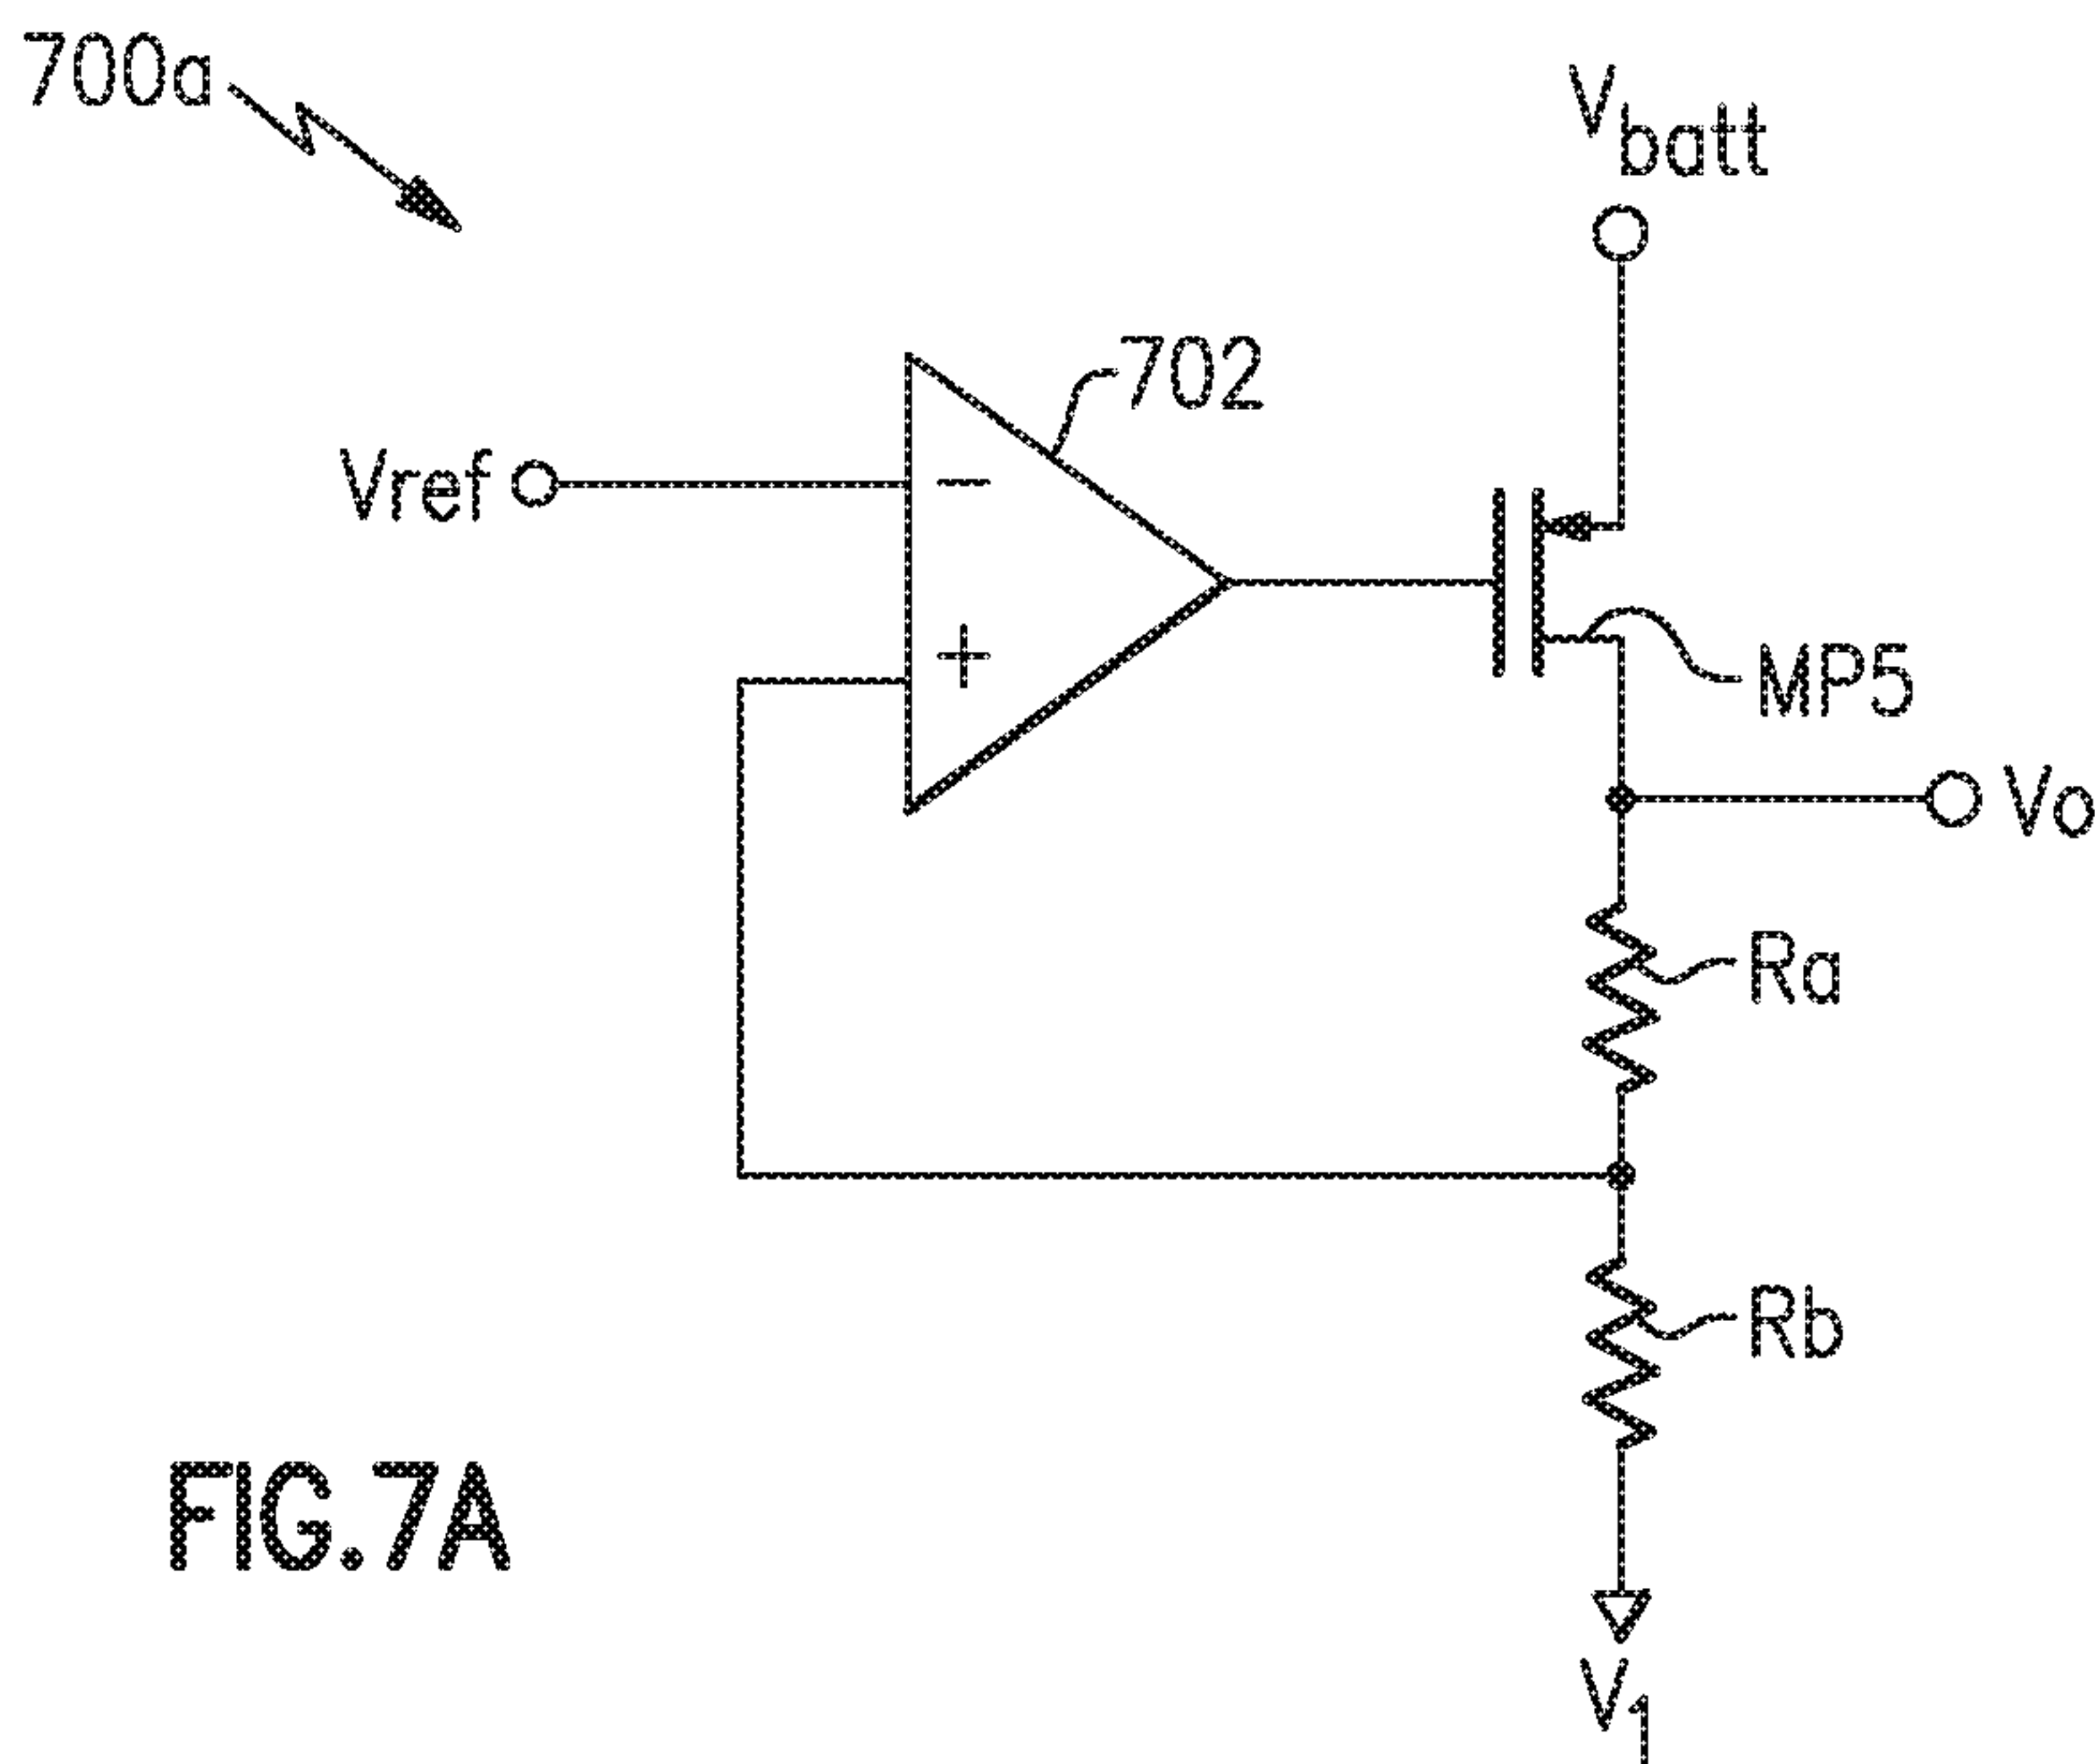 700a
Vbatt
702
Vref
−
+
MP5
Vo
Ra
Rb
FIG.7A
V1